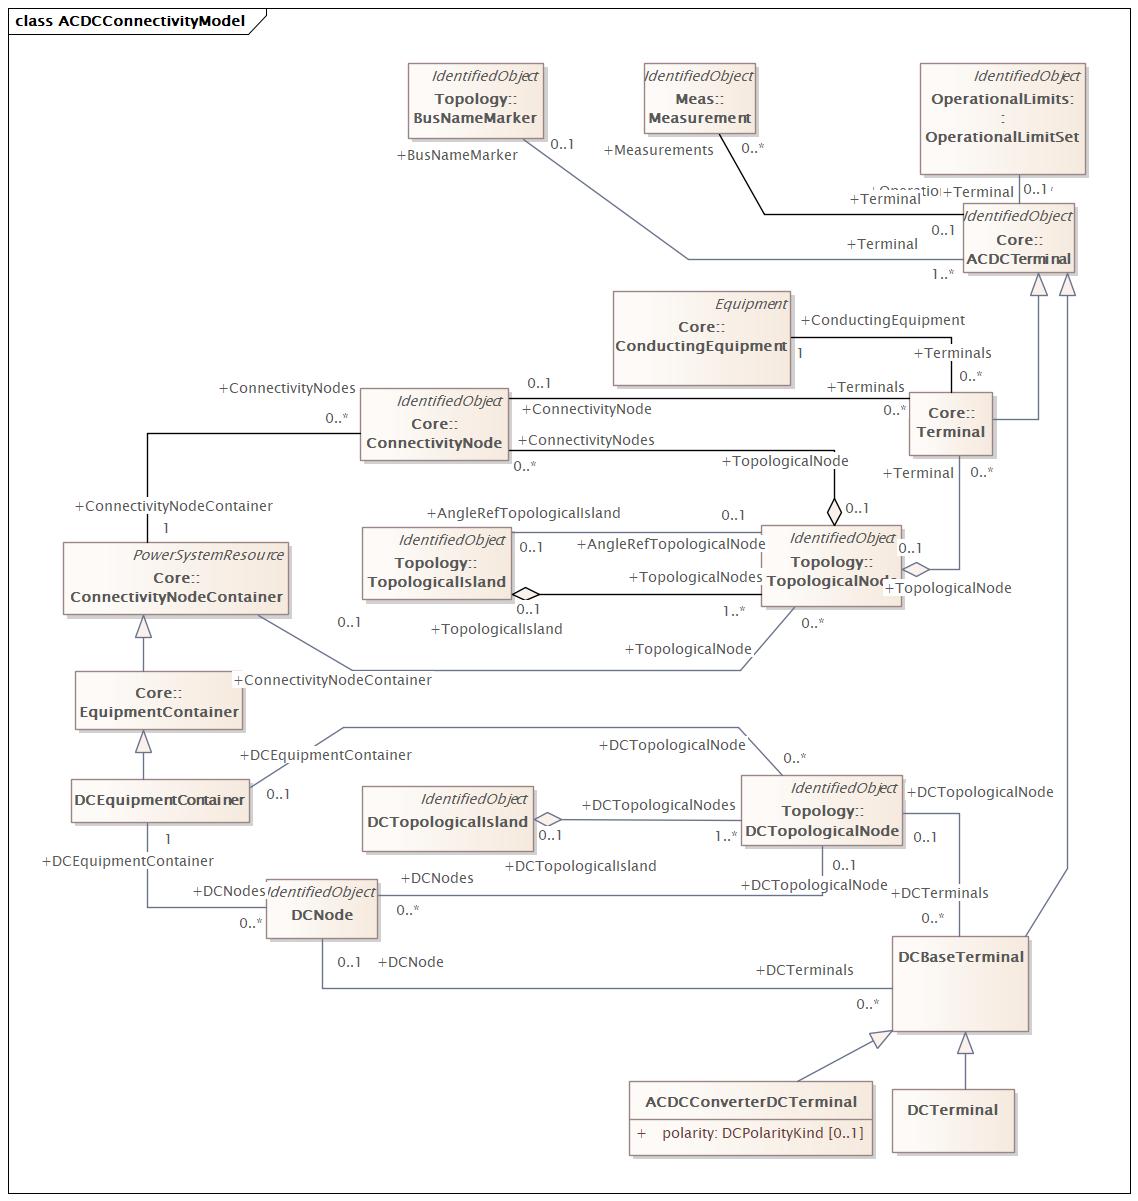 class ACDCConnectivityModel
IdentifiedObject
Topology::
BusNameMarker
IdentifiedObject
Meas::
Measurement
IdentifiedObject
OperationalLimits:
:
OperationalLimitSet
+BusNameMarker
0..1
+Measurements
0..*
+Terminal
0..1
+Terminal
0..1
IdentifiedObject
Core::
ACDCTerminal
+Terminal
1..*
Equipment
Core::
ConductingEquipment
+ConductingEquipment
1
+Terminals
0..*
+ConnectivityNodes
0..*
IdentifiedObject
Core::
ConnectivityNode
0..1
+ConnectivityNode
+Terminals
0..*
Core::
Terminal
+ConnectivityNodes
0..*
+TopologicalNode
0..1
+Terminal
0..*
+ConnectivityNodeContainer
1
+AngleRefTopologicalIsland
0..1
0..1
+AngleRefTopologicalNode
IdentifiedObject
Topology::
TopologicalIsland
IdentifiedObject
Topology::
TopologicalNode
0..1
+TopologicalNode
+TopologicalNodes
0..1
1..*
+TopologicalIsland
PowerSystemResource
Core::
ConnectivityNodeContainer
0..1
0..*
+TopologicalNode
+ConnectivityNodeContainer
Core::
EquipmentContainer
+DCEquipmentContainer
0..1
+DCTopologicalNode
0..*
DCEquipmentContainer
IdentifiedObject
DCTopologicalIsland
+DCTopologicalNodes
0..1
1..*
+DCTopologicalIsland
IdentifiedObject
Topology::
DCTopologicalNode
+DCTopologicalNode
0..1
1
+DCEquipmentContainer
+DCNodes
0..*
IdentifiedObject
DCNode
+DCNodes
0..*
0..1
+DCTopologicalNode
+DCTerminals
0..*
0..1
+DCNode
+DCTerminals
0..*
DCBaseTerminal
ACDCConverterDCTerminal
+ polarity: DCPolarityKind [0..1]
DCTerminal